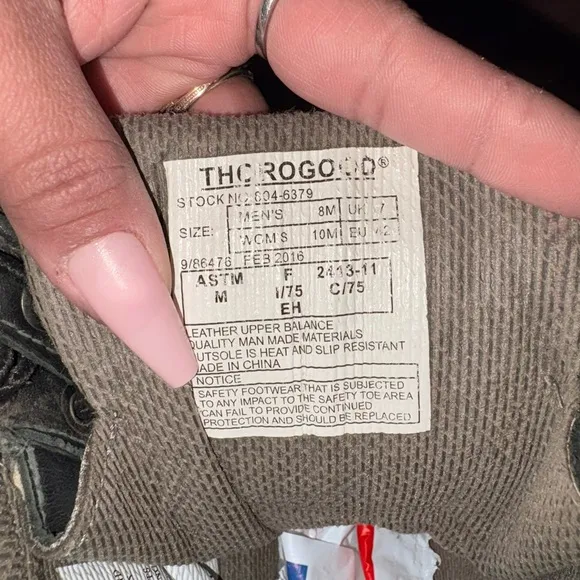 THOROGOOD®
STOCK NO 804-6379
SIZE: MEN'S 8M UK 7
WOM'S 10M EU 42
9/86476 FEB 2016
ASTM F 2413-11
M I/75 C/75
EH
LEATHER UPPER BALANCE
QUALITY MAN MADE MATERIALS
OUTSOLE IS HEAT AND SLIP RESISTANT
MADE IN CHINA
NOTICE
SAFETY FOOTWEAR THAT IS SUBJECTED
TO ANY IMPACT TO THE SAFETY TOE AREA
CAN FAIL TO PROVIDE CONTINUED
PROTECTION AND SHOULD BE REPLACED